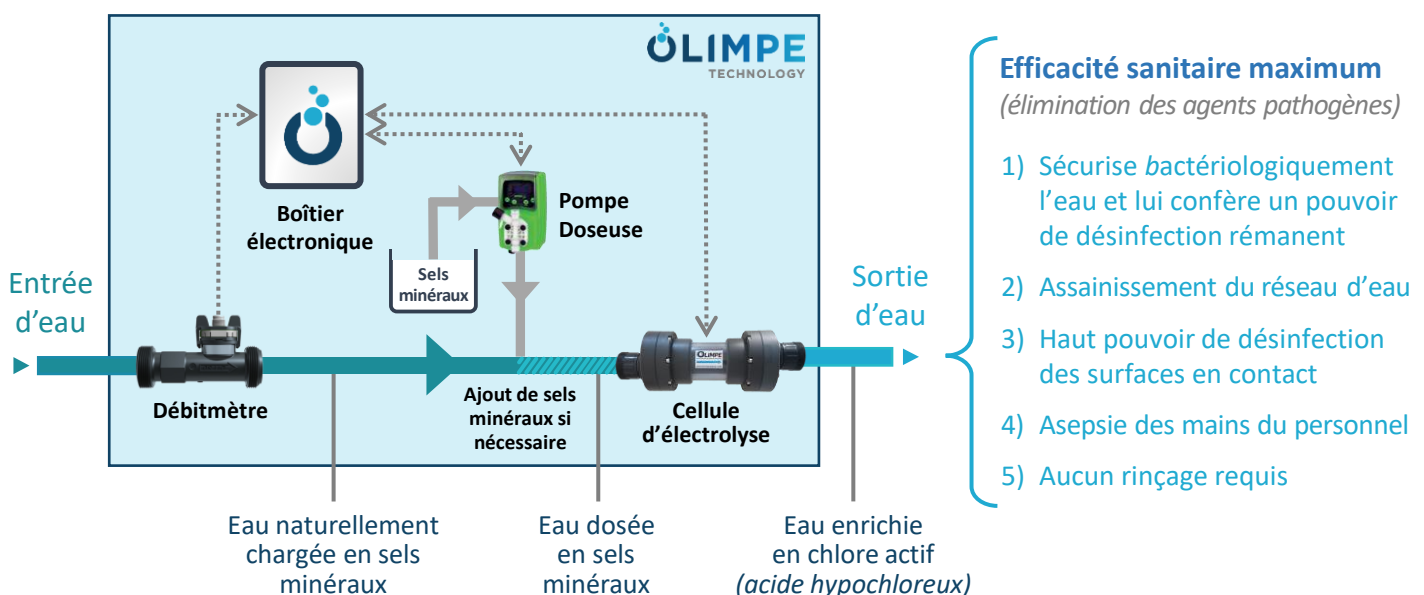 ÔLIMPE
TECHNOLOGY
Efficacité sanitaire maximum
(élimination des agents pathogènes)
1) Sécurise bactériologiquement
l’eau et lui confère un pouvoir
de désinfection rémanent
2) Assainissement du réseau d’eau
3) Haut pouvoir de désinfection
des surfaces en contact
4) Asepsie des mains du personnel
5) Aucun rinçage requis
Boîtier
électronique
Pompe
Doseuse
Sels
minéraux
Entrée
d’eau
Sortie
d’eau
Débitmètre
Ajout de sels
minéraux si
nécessaire
OLIMPE
Cellule
d’électrolyse
Eau naturellement
chargée en sels
minéraux
Eau dosée
en sels
minéraux
Eau enrichie
en chlore actif
(acide hypochloreux)